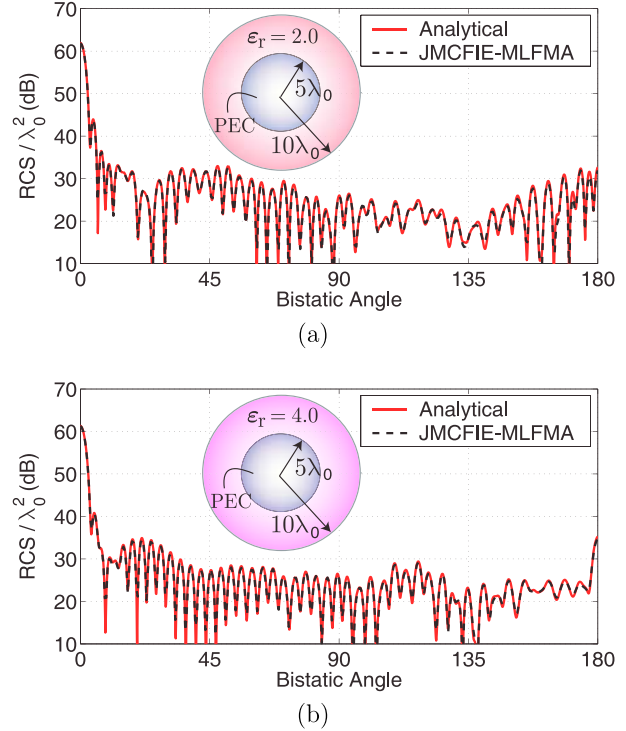 70
60
50
40
30
20
10
RCS / λ₀² (dB)
εr = 2.0
5λ₀
PEC
10λ₀
Analytical
JMCFIE-MLFMA
0 45 90 135 180
Bistatic Angle
(a)
70
60
50
40
30
20
10
RCS / λ₀² (dB)
εr = 4.0
5λ₀
PEC
10λ₀
Analytical
JMCFIE-MLFMA
0 45 90 135 180
Bistatic Angle
(b)